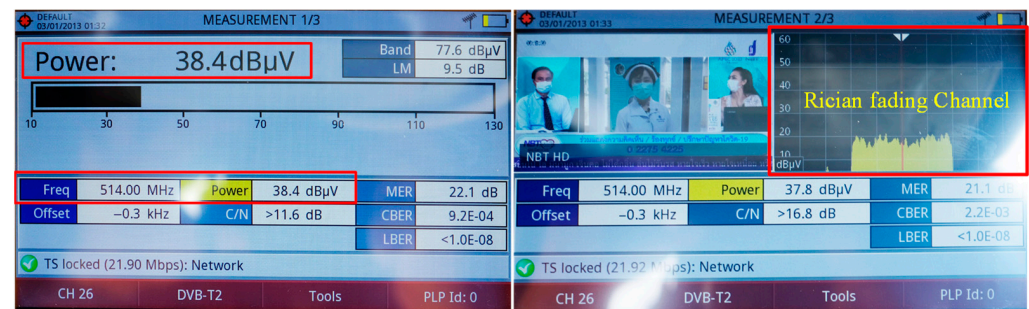 DEFAULT
03/01/2013 01:32
MEASUREMENT 1/3
Power: 38.4dBµV
Band 77.6 dBµV
LM 9.5 dB
10 30 50 70 90 110 130
Freq 514.00 MHz Power 38.4 dBµV MER 22.1 dB
Offset –0.3 kHz C/N >11.6 dB CBER 9.2E-04
LBER <1.0E-08
TS locked (21.90 Mbps): Network
CH 26 DVB-T2 Tools PLP Id: 0
DEFAULT
03/01/2013 01:33
MEASUREMENT 2/3
NBT HD
60
50
40
30
20
10
dBµV
Rician fading Channel
Freq 514.00 MHz Power 37.8 dBµV MER 21.1 dB
Offset –0.3 kHz C/N >16.8 dB CBER 2.2E-03
LBER <1.0E-08
TS locked (21.92 Mbps): Network
CH 26 DVB-T2 Tools PLP Id: 0